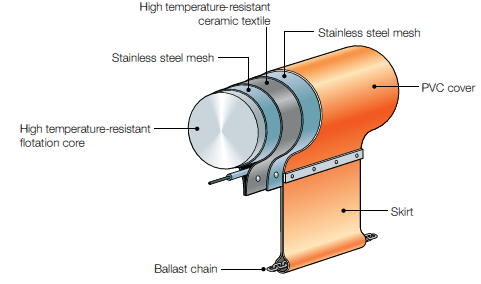 High temperature-resistant
ceramic textile
Stainless steel mesh
Stainless steel mesh
PVC cover
High temperature-resistant
flotation core
Skirt
Ballast chain